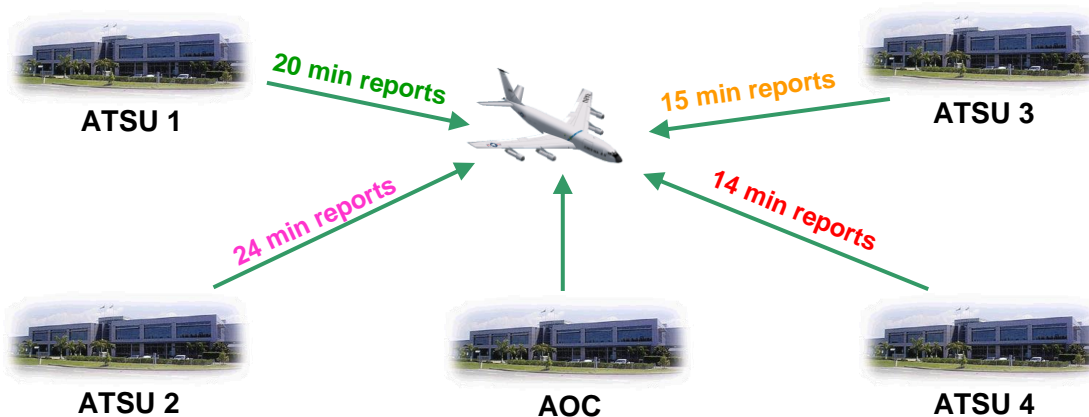 20 min reports
15 min reports
ATSU 1
ATSU 3
24 min reports
14 min reports
ATSU 2
AOC
ATSU 4